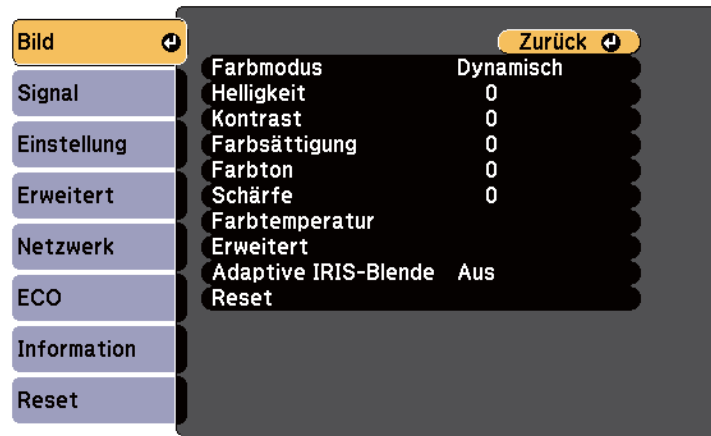 Bild
Signal
Einstellung
Erweitert
Netzwerk
ECO
Information
Reset
Zurück
Farbmodus Dynamisch
Helligkeit 0
Kontrast 0
Farbsättigung 0
Farbton 0
Schärfe 0
Farbtemperatur
Erweitert
Adaptive IRIS-Blende Aus
Reset